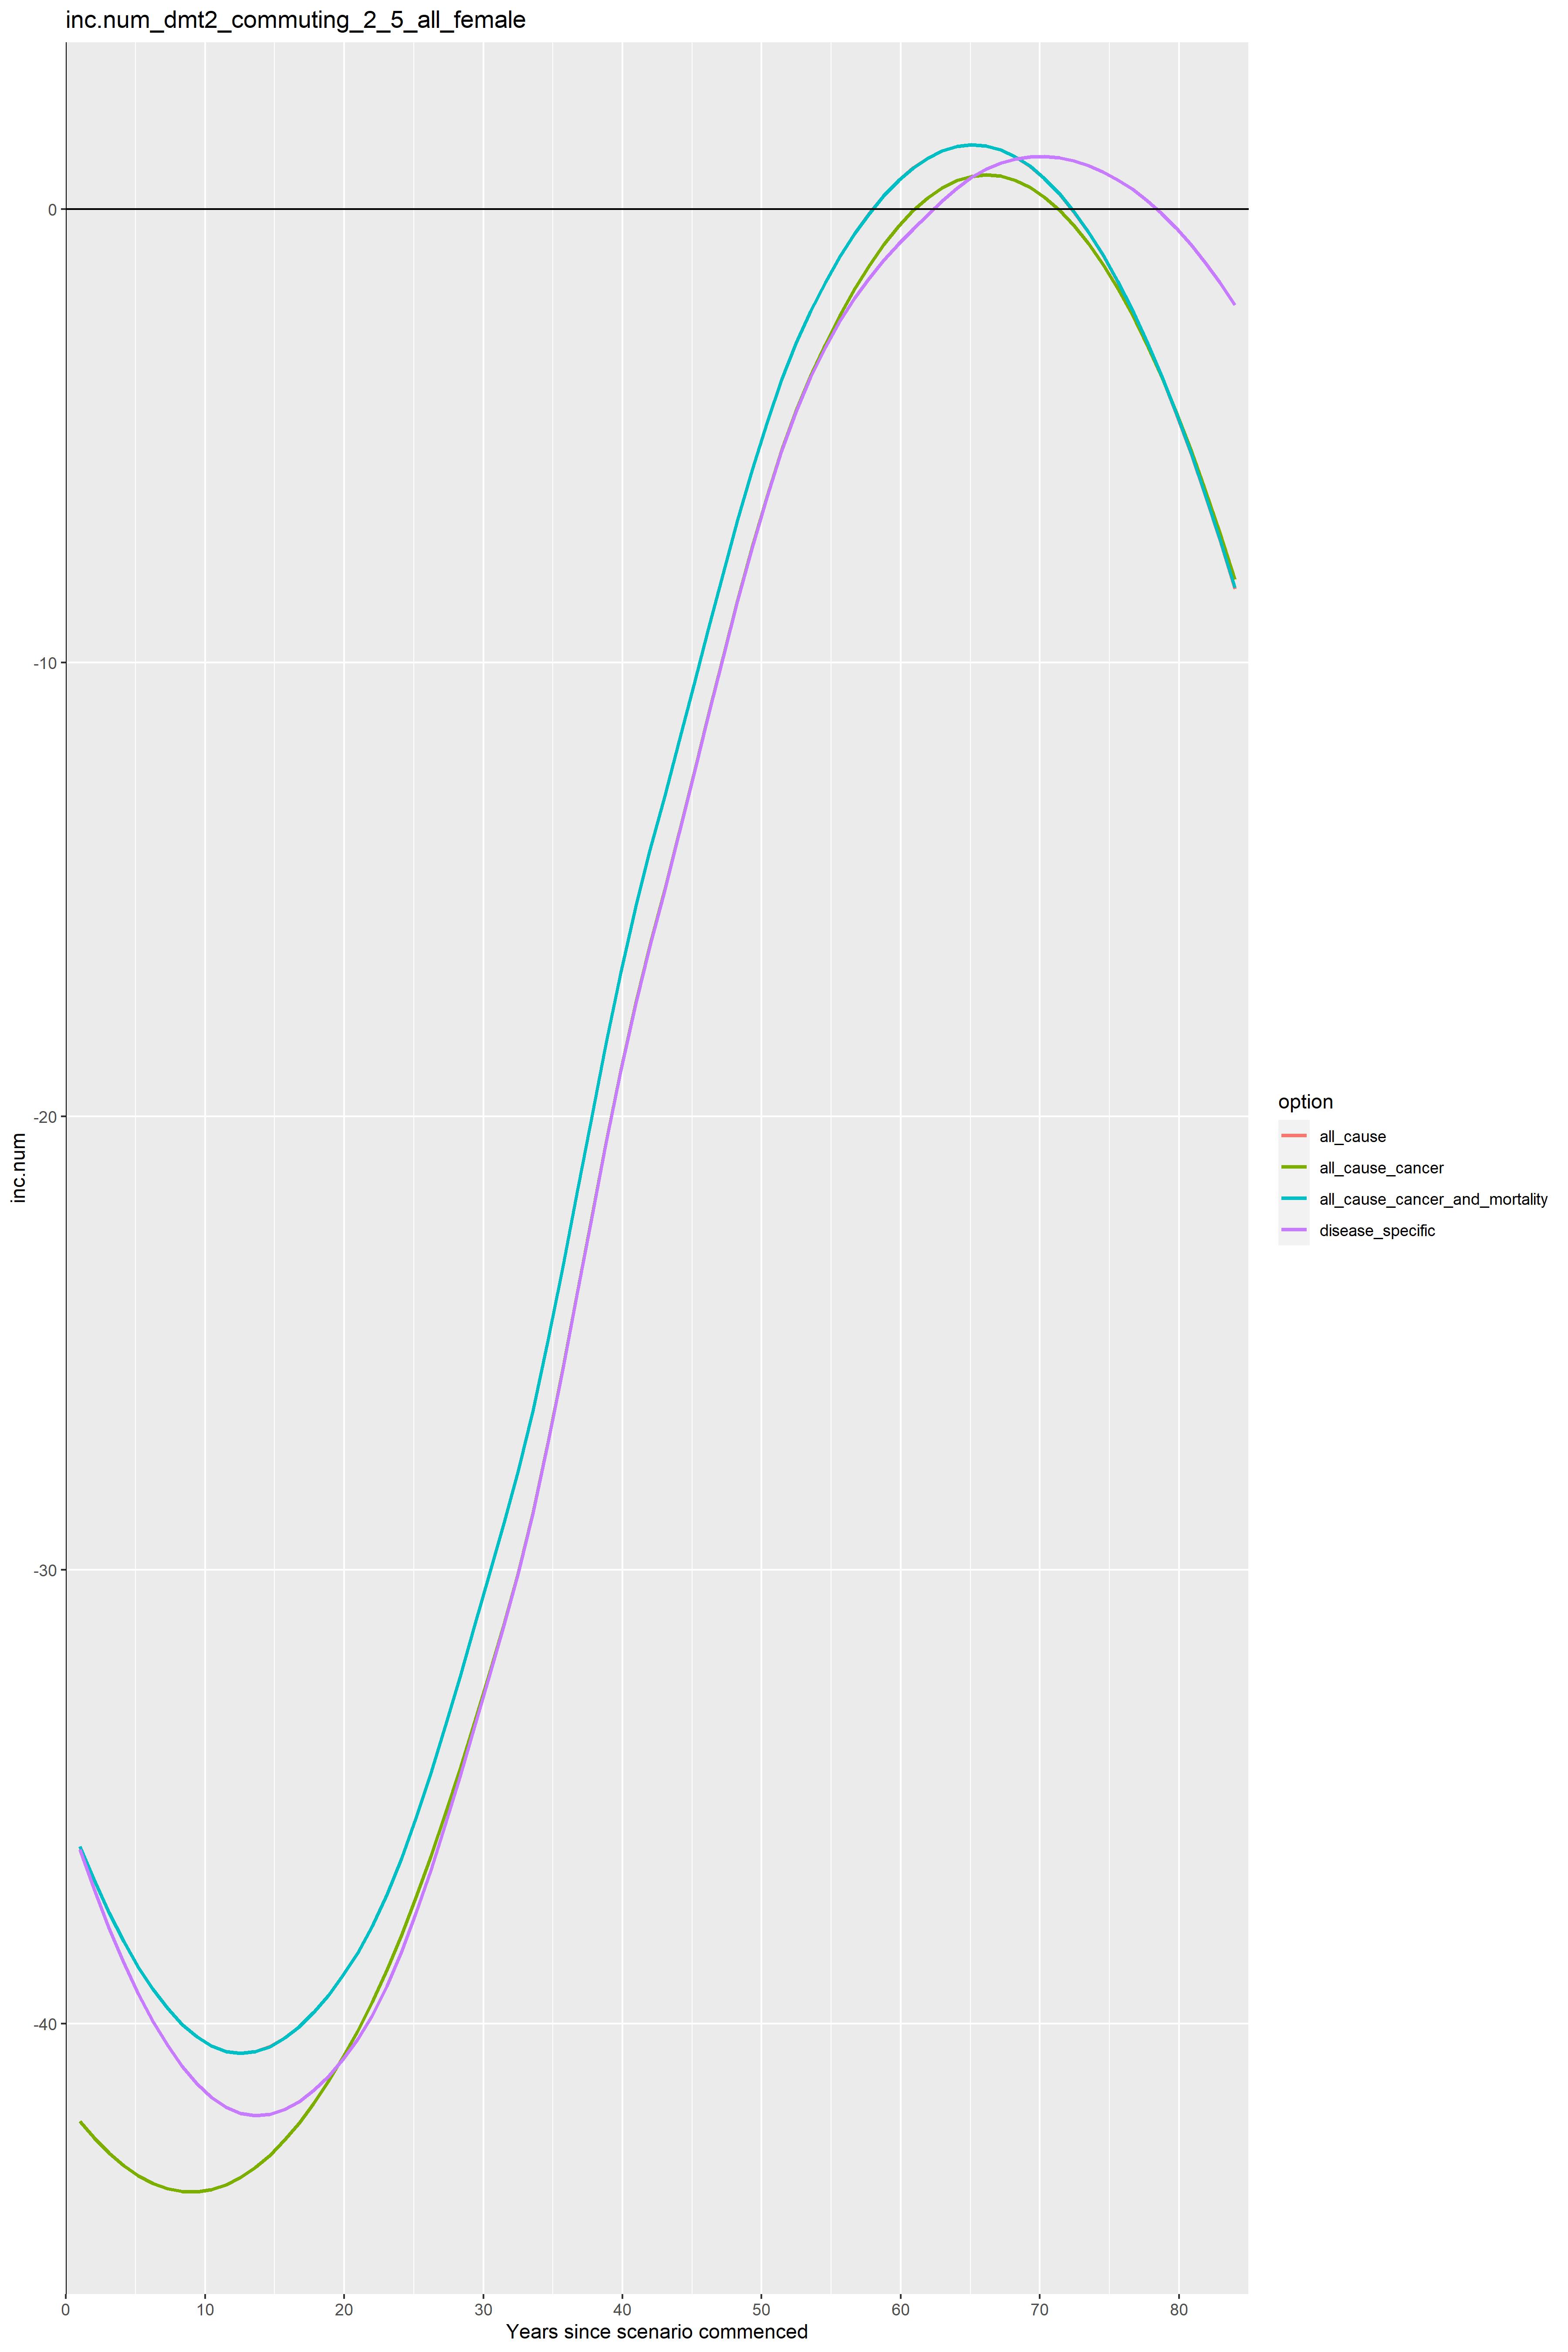 inc.num_dmt2_commuting_2_5_all_female
0
-10
-20
-30
-40
inc.num
0 10 20 30 40 50 60 70 80
Years since scenario commenced
option
all_cause
all_cause_cancer
all_cause_cancer_and_mortality
disease_specific